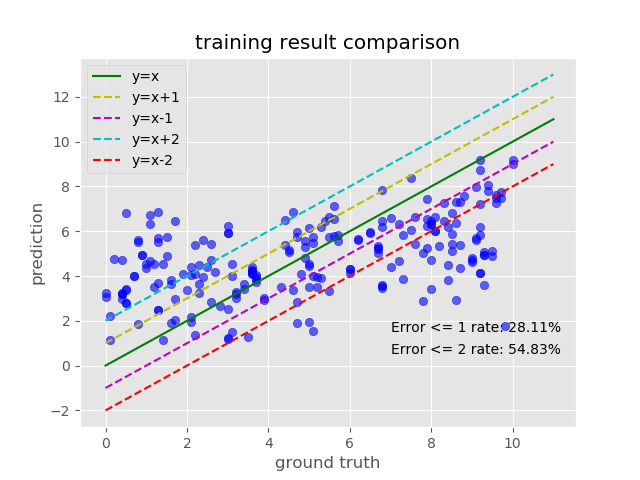 training result comparison
y=x
y=x+1
y=x-1
y=x+2
y=x-2
12
10
8
6
4
2
0
−2
prediction
Error <= 1 rate: 28.11%
Error <= 2 rate: 54.83%
0 2 4 6 8 10
ground truth